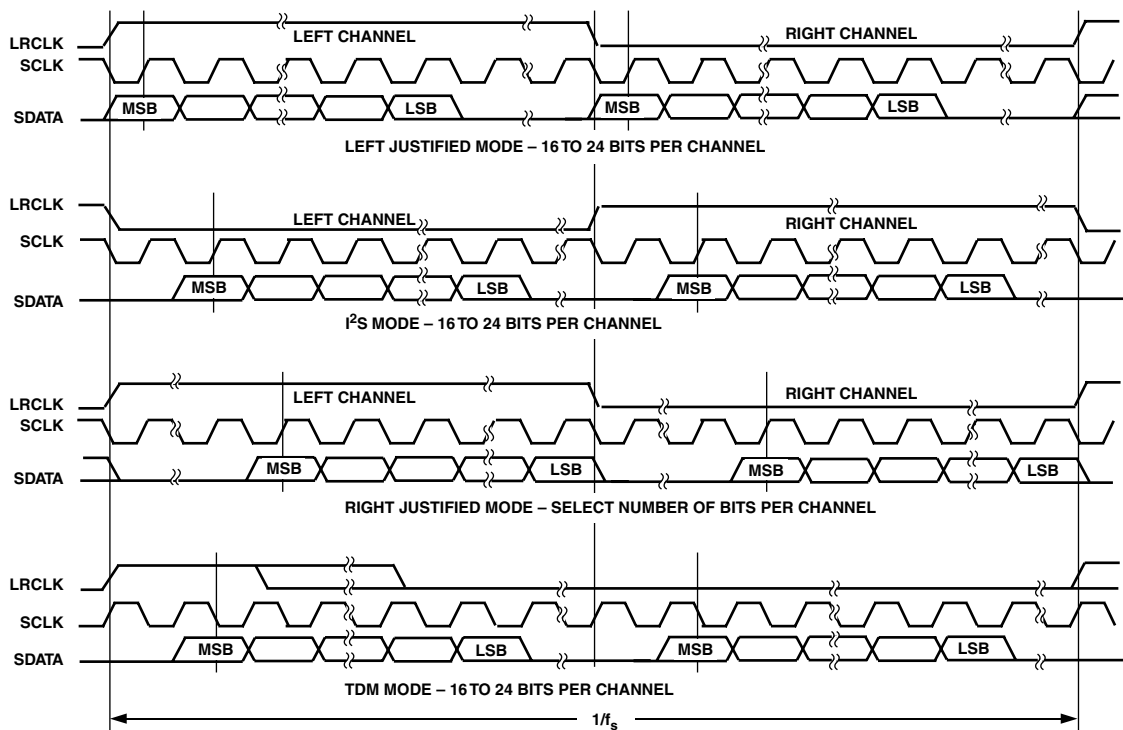 LRCLK LEFT CHANNEL RIGHT CHANNEL
SCLK
SDATA MSB LSB MSB LSB
LEFT JUSTIFIED MODE – 16 TO 24 BITS PER CHANNEL
LRCLK LEFT CHANNEL RIGHT CHANNEL
SCLK
SDATA MSB LSB MSB LSB
I²S MODE – 16 TO 24 BITS PER CHANNEL
LRCLK LEFT CHANNEL RIGHT CHANNEL
SCLK
SDATA MSB LSB MSB LSB
RIGHT JUSTIFIED MODE – SELECT NUMBER OF BITS PER CHANNEL
LRCLK
SCLK
SDATA MSB LSB MSB LSB
TDM MODE – 16 TO 24 BITS PER CHANNEL
1/fs